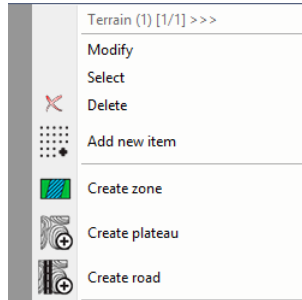 Terrain (1) [1/1] >>>
Modify
Select
Delete
Add new item
Create zone
Create plateau
Create road